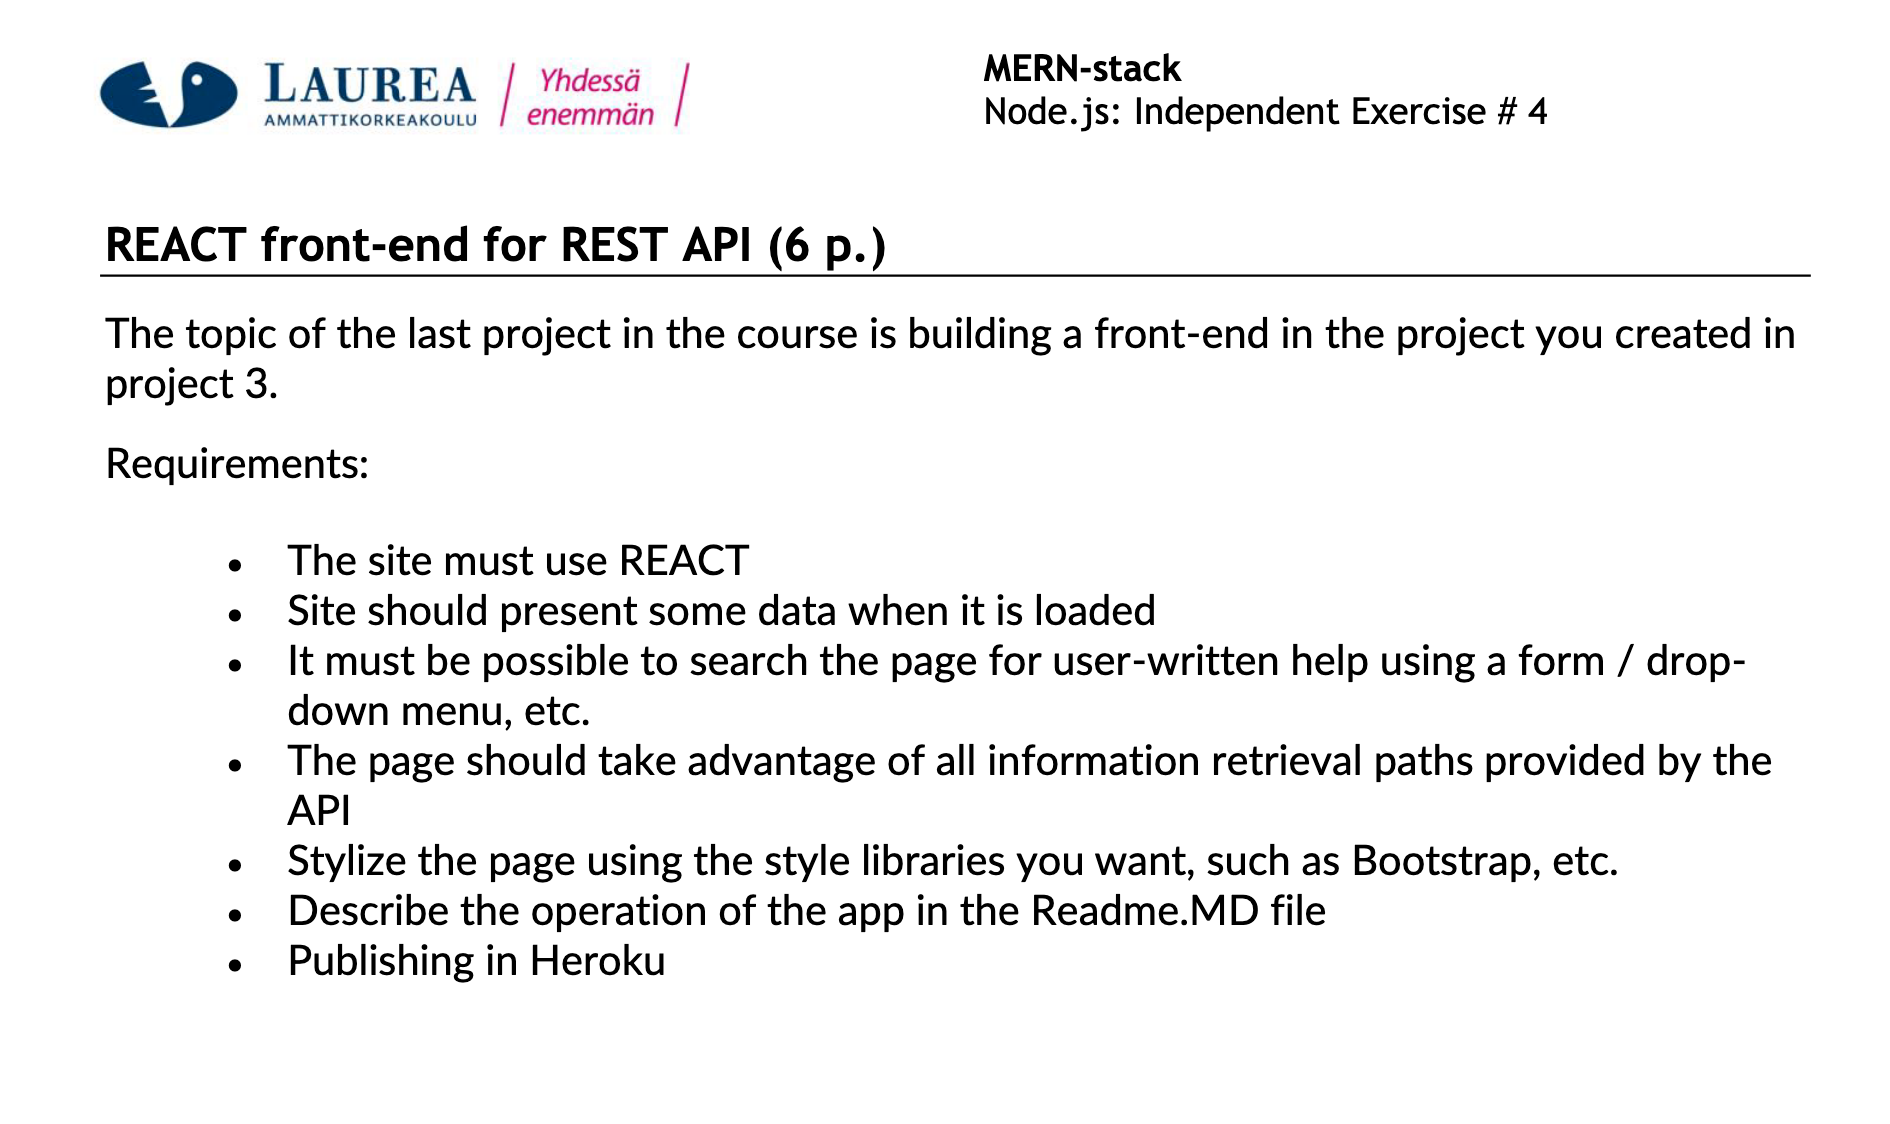 LAUREA
AMMATTIKORKEAKOULU
Yhdessä
enemmän
MERN-stack
Node.js: Independent Exercise # 4
REACT front-end for REST API (6 p.)
The topic of the last project in the course is building a front-end in the project you created in
project 3.
Requirements:
• The site must use REACT
• Site should present some data when it is loaded
• It must be possible to search the page for user-written help using a form / drop-
down menu, etc.
• The page should take advantage of all information retrieval paths provided by the
API
• Stylize the page using the style libraries you want, such as Bootstrap, etc.
• Describe the operation of the app in the Readme.MD file
• Publishing in Heroku